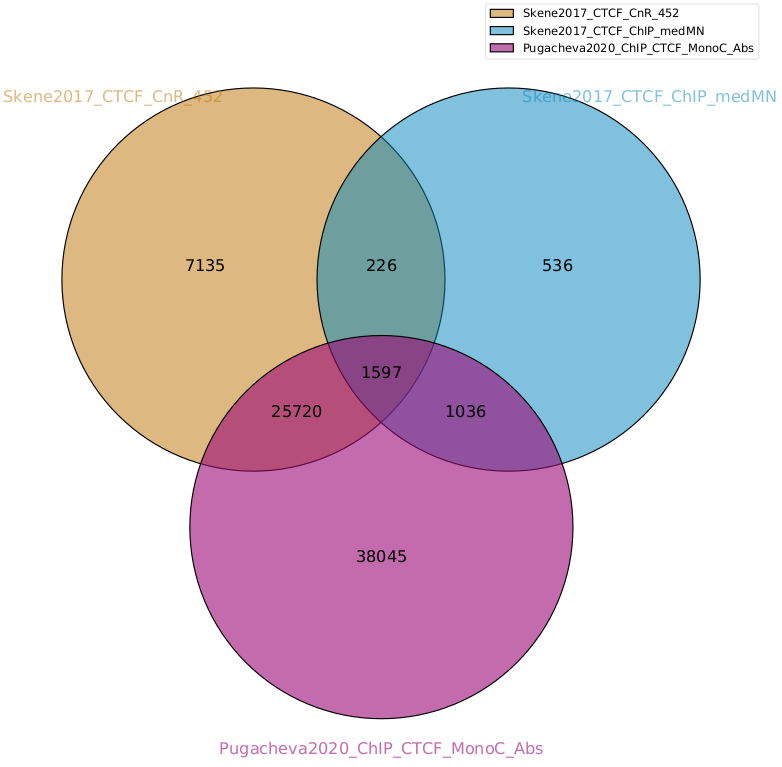 Skene2017_CTCF_CnR_452
Skene2017_CTCF_ChIP_medMN
Pugacheva2020_ChIP_CTCF_MonoC_Abs
Skene2017_CTCF_CnR_452
Skene2017_CTCF_ChIP_medMN
7135
226
536
1597
25720
1036
38045
Pugacheva2020_ChIP_CTCF_MonoC_Abs